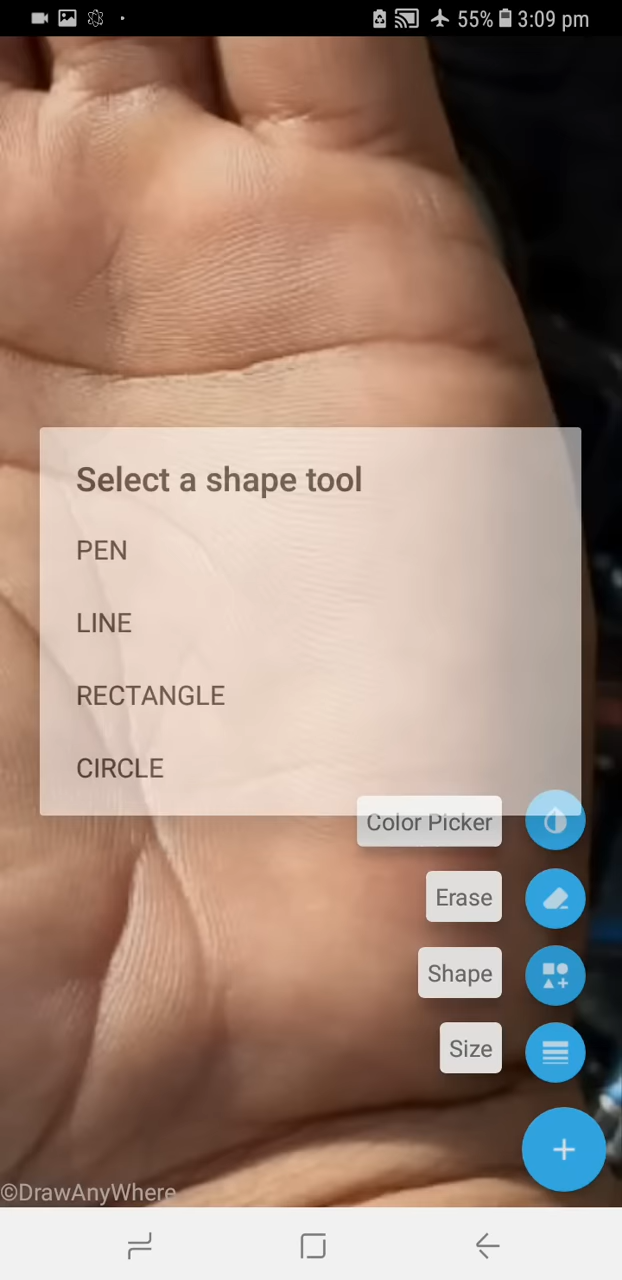 55% 3:09 pm
Select a shape tool
PEN
LINE
RECTANGLE
CIRCLE
Color Picker
Erase
Shape
Size
©DrawAnyWhere